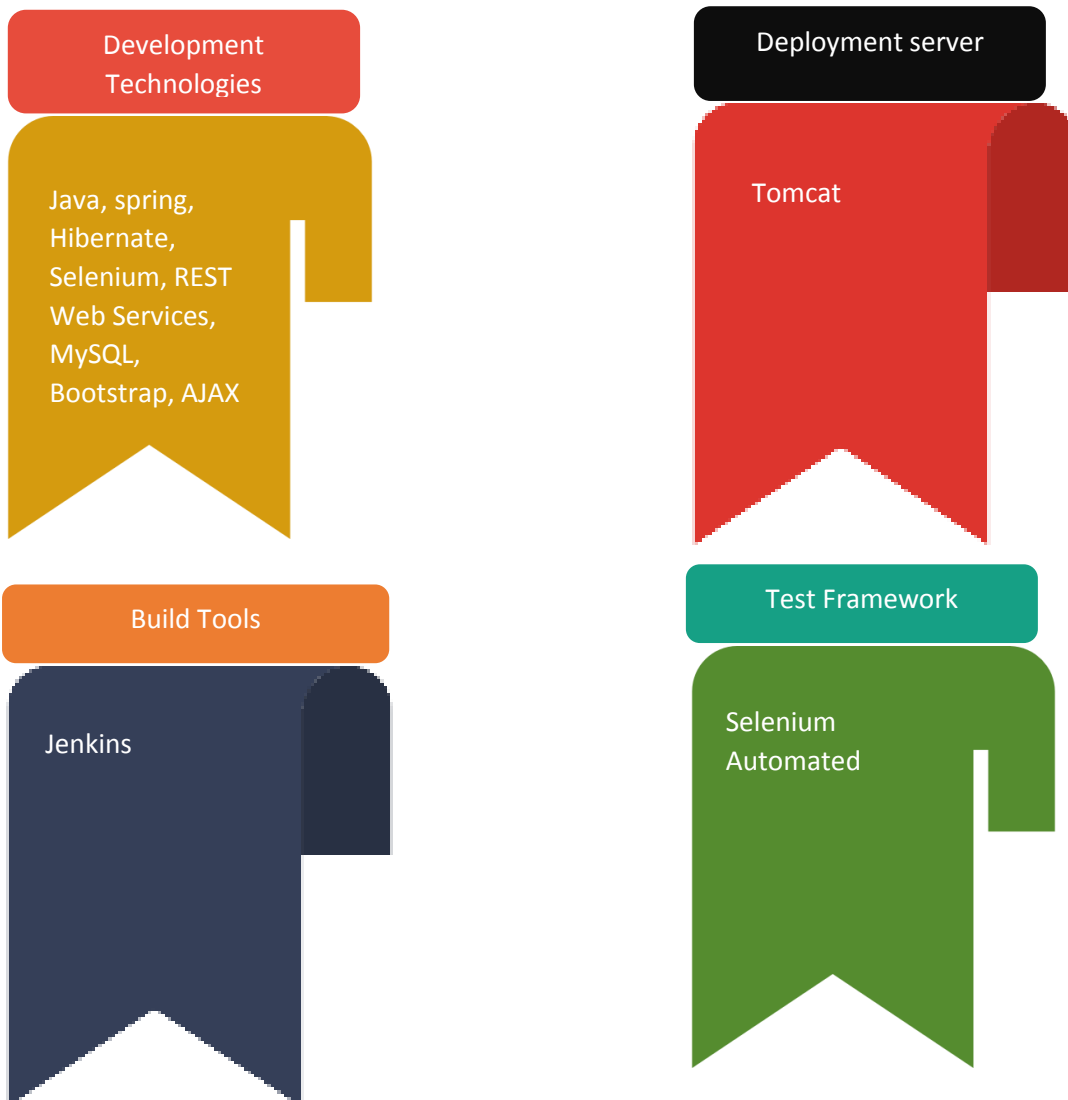 Development
Technologies
Java, spring,
Hibernate,
Selenium, REST
Web Services,
MySQL,
Bootstrap, AJAX
Deployment server
Tomcat
Build Tools
Jenkins
Test Framework
Selenium
Automated